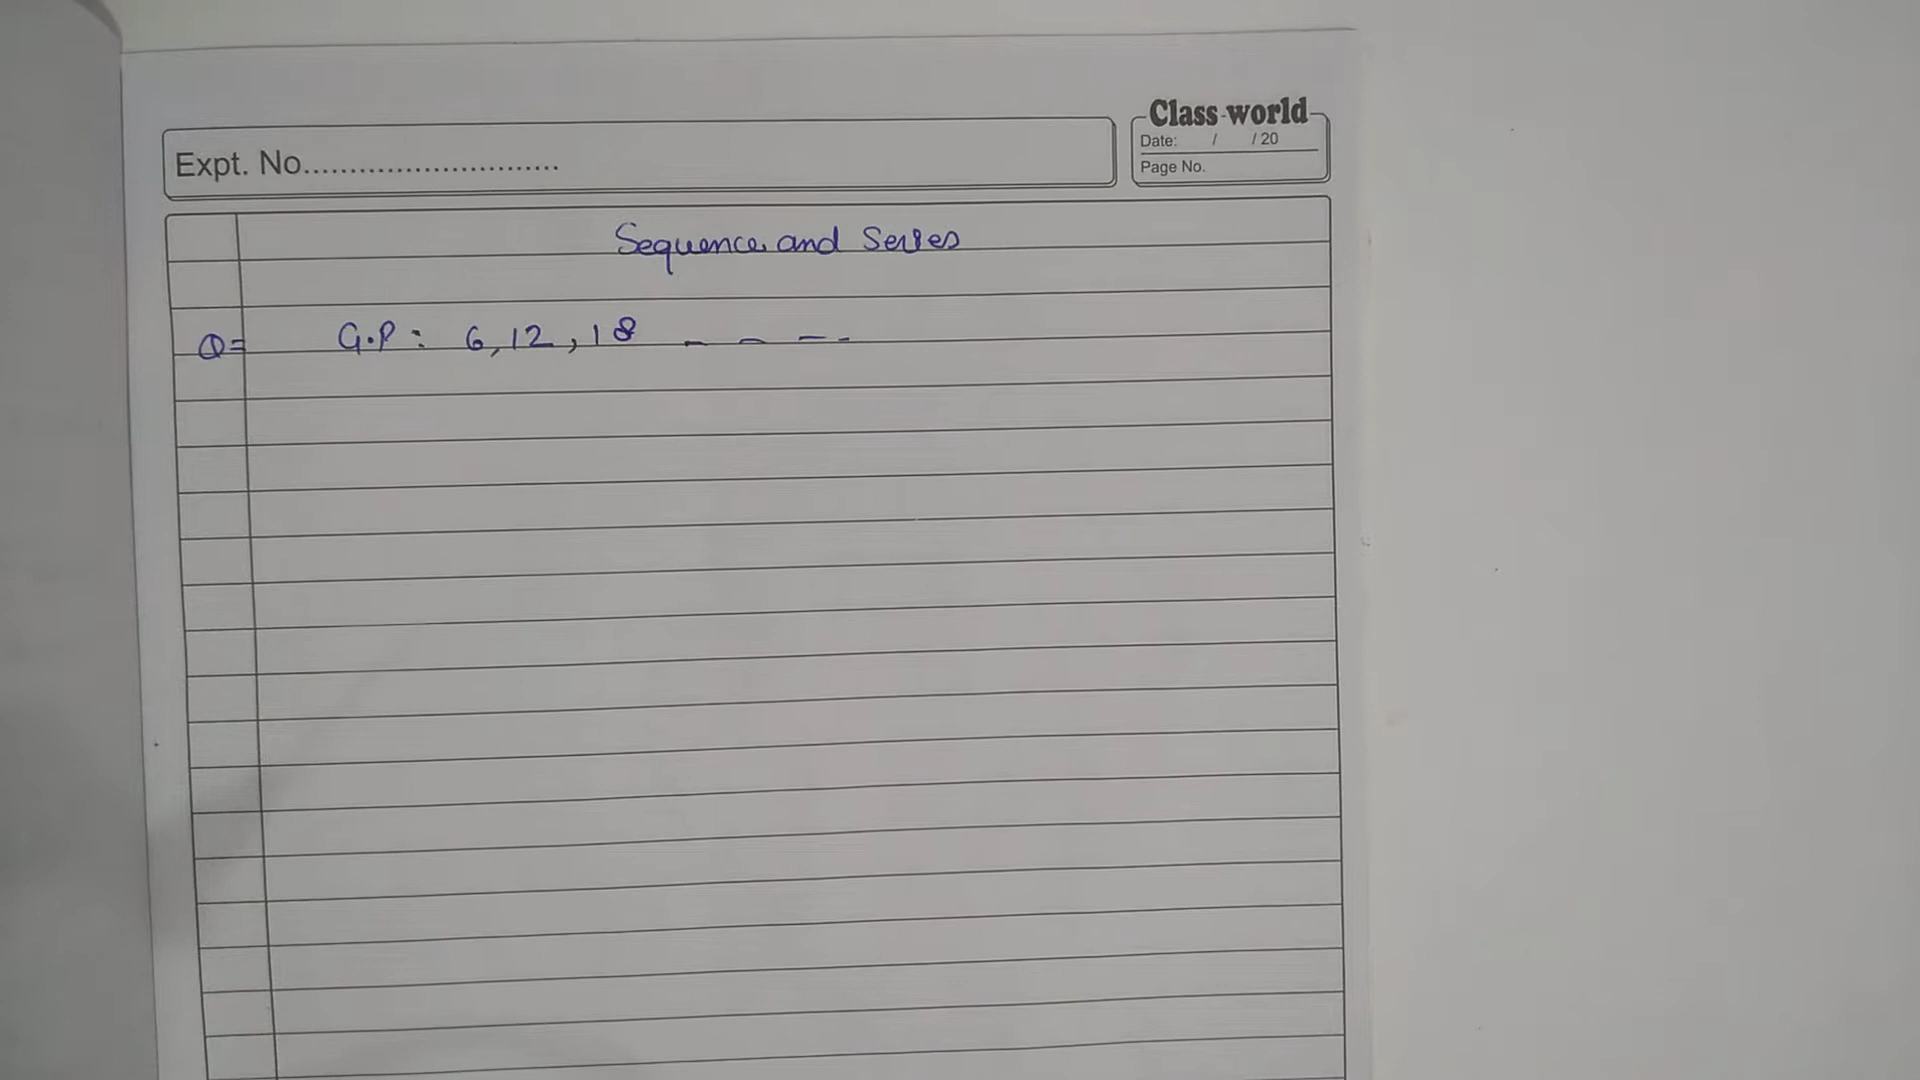 Class world
Date: / / 20
Page No.
Expt. No...........................
Sequence and Series
Q= G.P : 6, 12, 18 - - - -